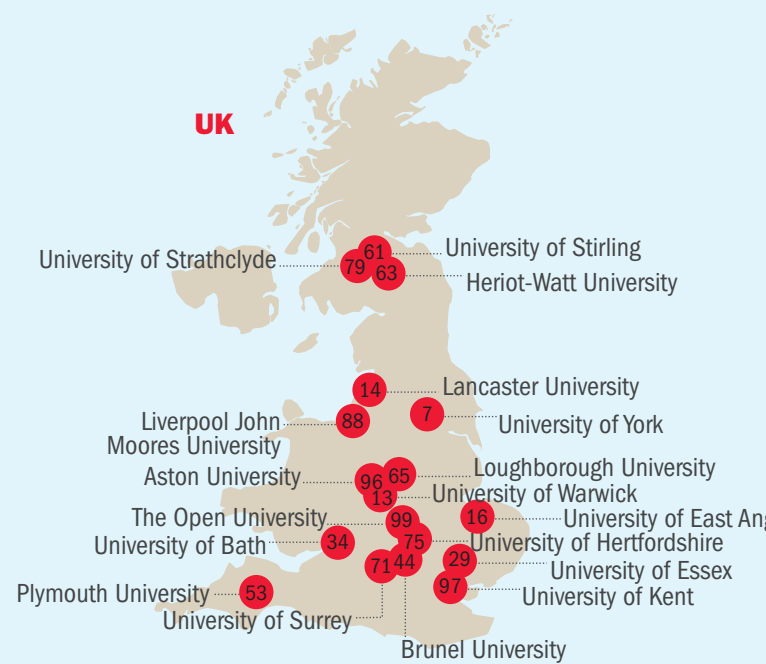 UK
61
University of Stirling
University of Strathclyde
79
63
Heriot-Watt University
14
Lancaster University
Liverpool John
Moores University
88
7
University of York
Aston University
96
65
Loughborough University
13
University of Warwick
The Open University
99
16
University of East Ang
University of Bath
34
75
University of Hertfordshire
71
44
29
University of Essex
Plymouth University
53
97
University of Kent
University of Surrey
Brunel University